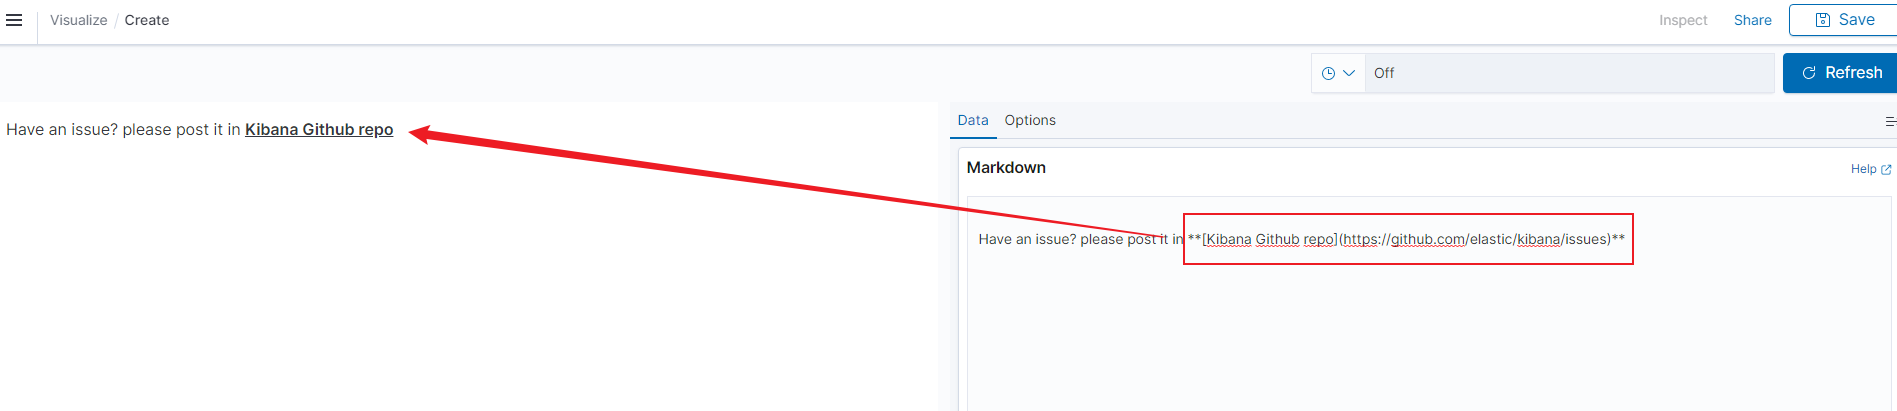 Visualize / Create
Inspect Share Save
Off
Refresh
Have an issue? please post it in Kibana Github repo
Data Options
Markdown
Help
Have an issue? please post it in **[Kibana Github repo](https://github.com/elastic/kibana/issues)**